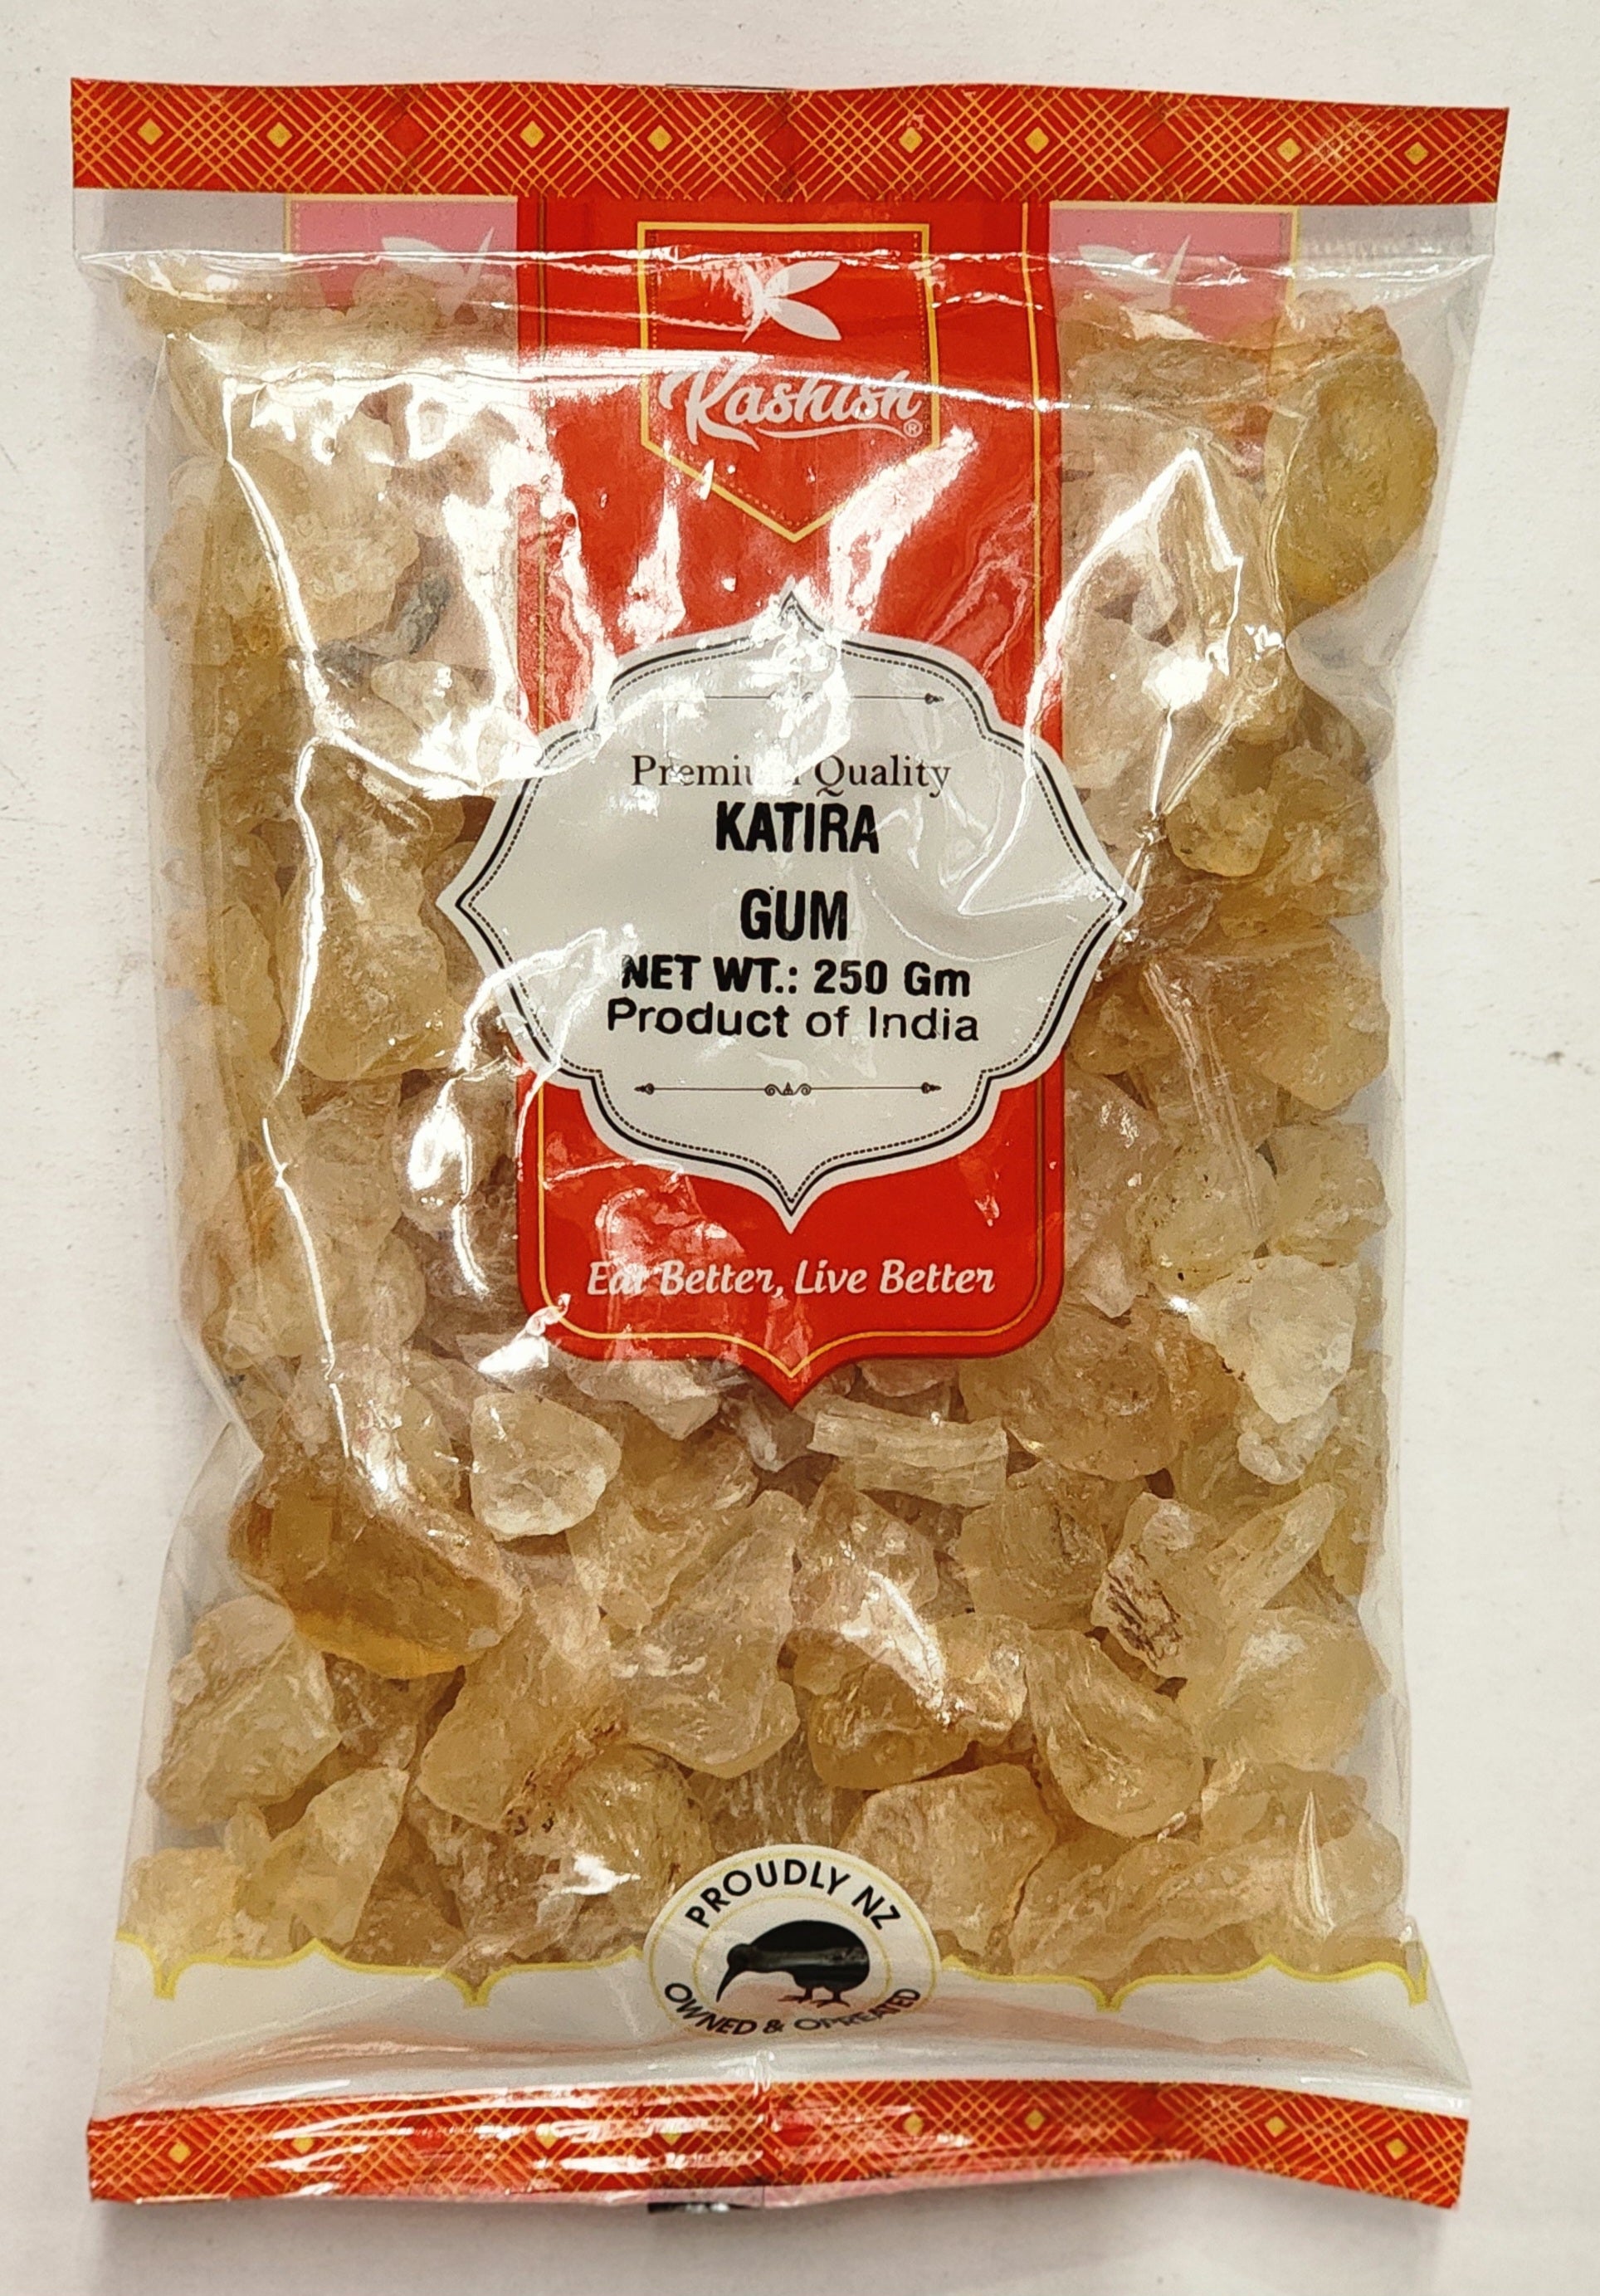 Kashish®
Premium Quality
KATIRA
GUM
NET WT.: 250 Gm
Product of India
Eat Better, Live Better
PROUDLY NZ
OWNED & OPREATED